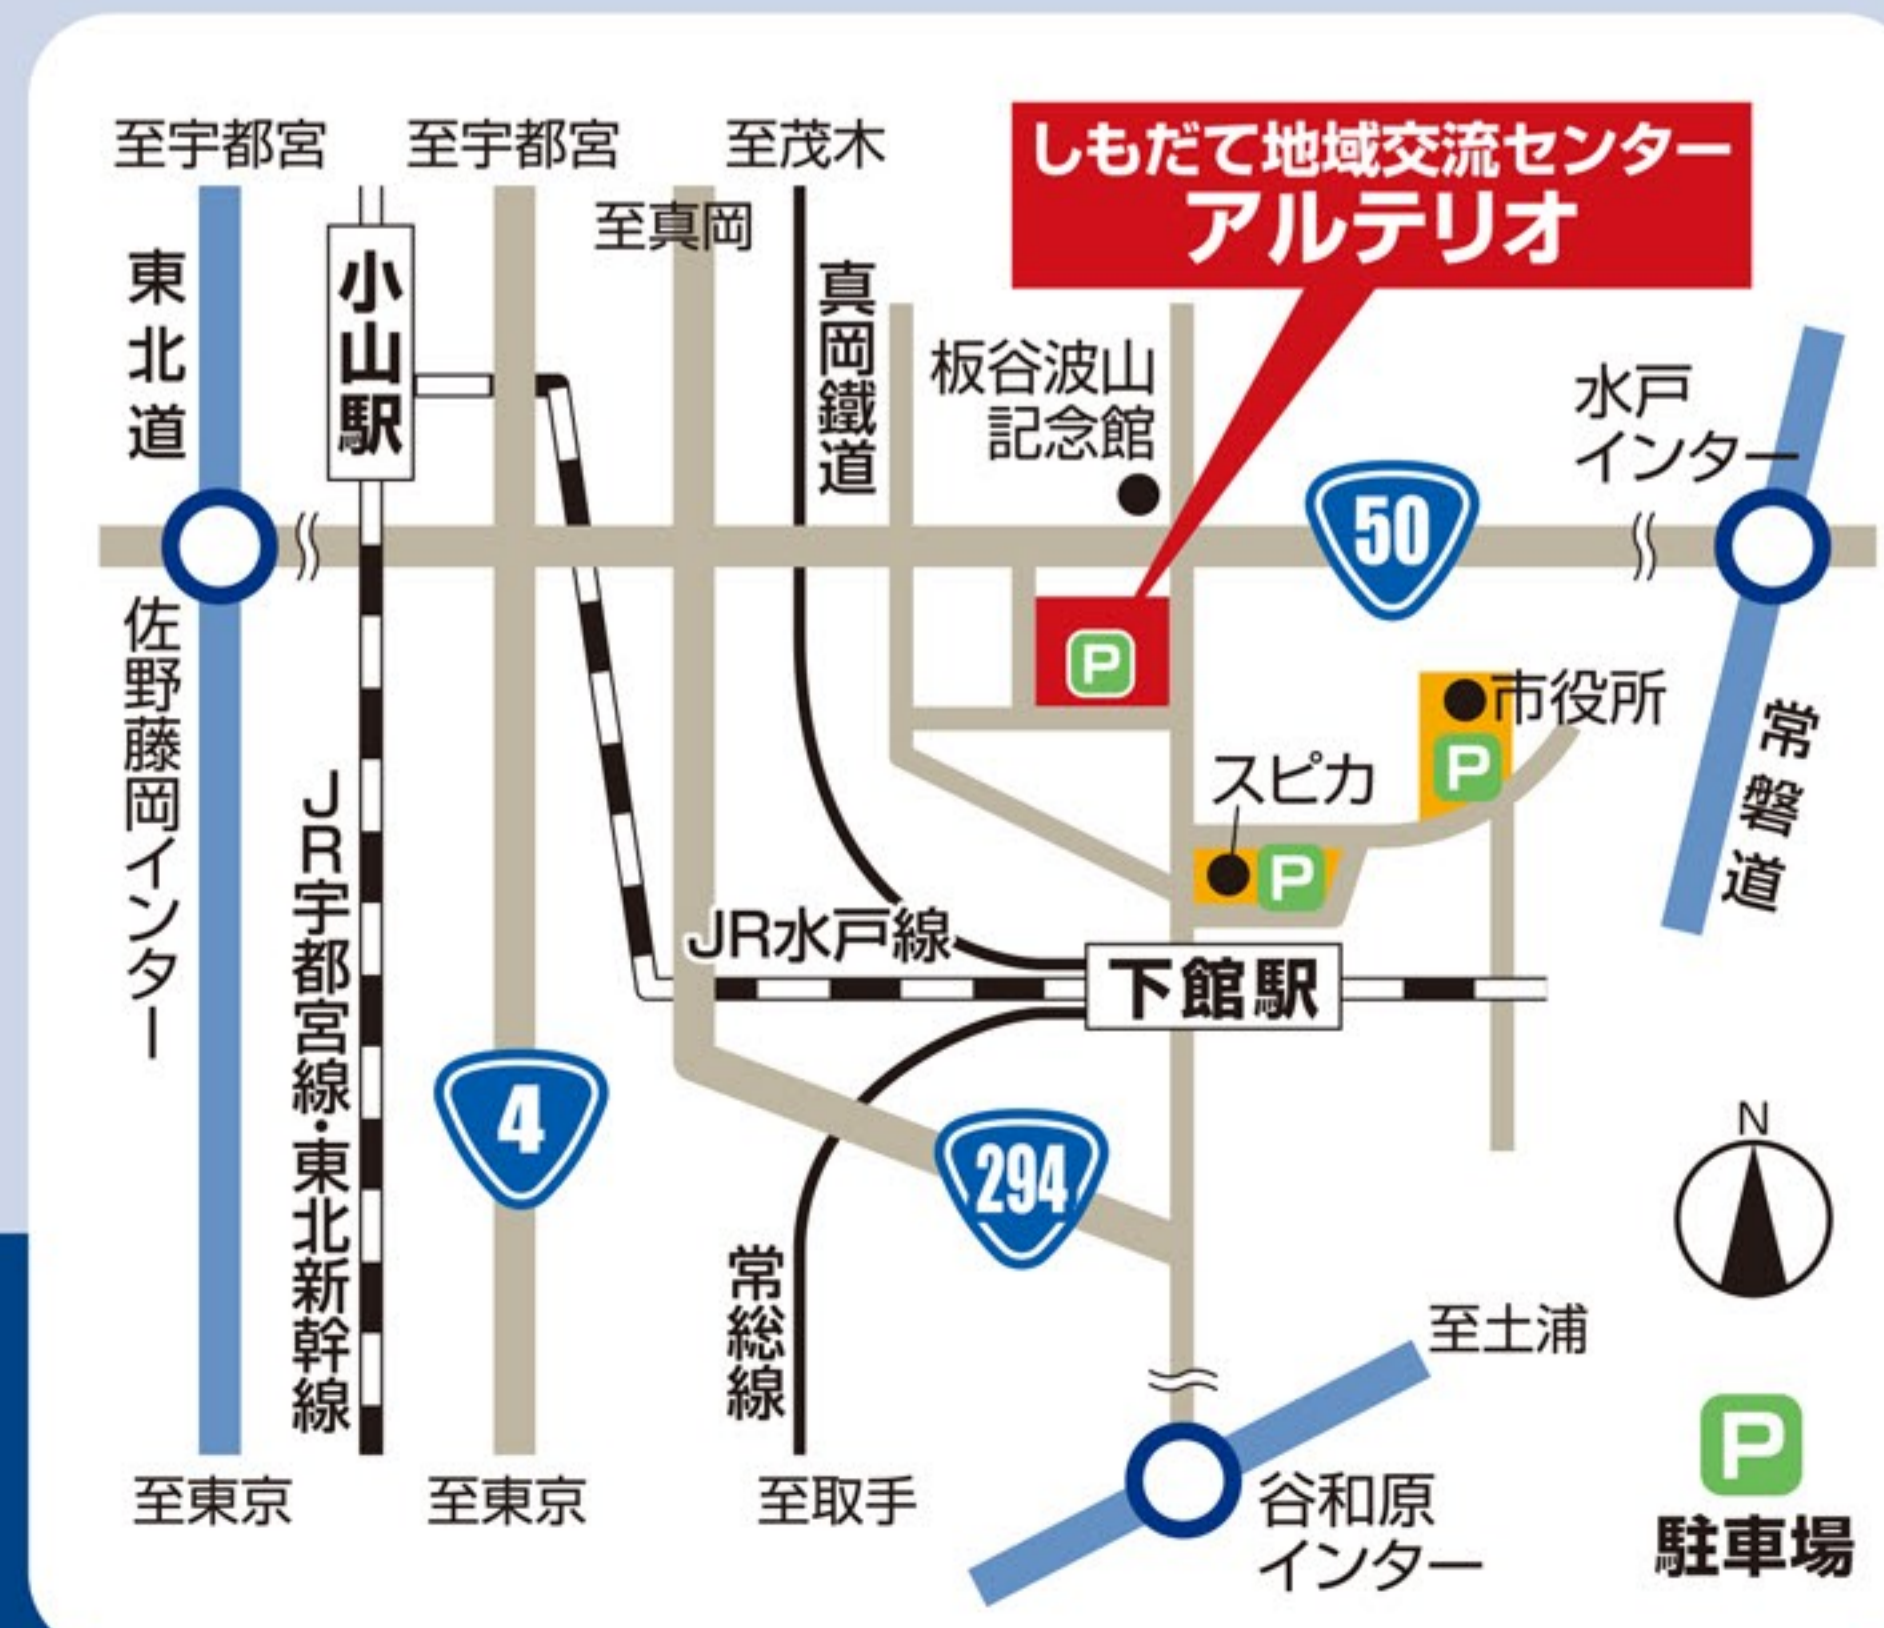 至宇都宮
至宇都宮
至茂木
至真岡
しもだて地域交流センター
アルテリオ
東北道
小山駅
真岡鐵道
板谷波山
記念館
水戸
インター
50
佐野藤岡インター
P
市役所
P
常磐道
スピカ
P
JR宇都宮線・東北新幹線
JR水戸線
下館駅
4
294
N
常総線
至土浦
至東京
至東京
至取手
谷和原
インター
P
駐車場